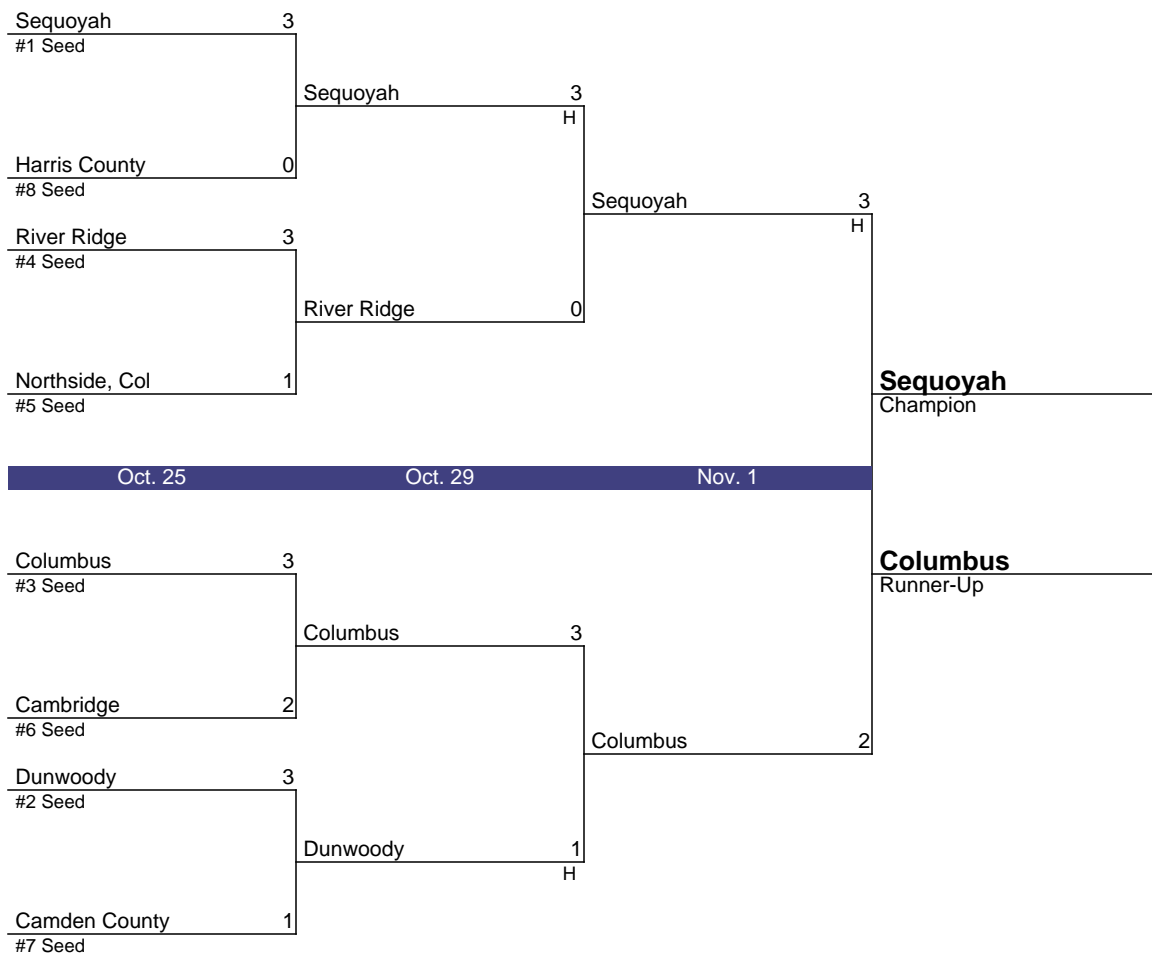 Sequoyah 3
#1 Seed
Sequoyah 3
H
Harris County 0
#8 Seed
Sequoyah 3
H
River Ridge 3
#4 Seed
River Ridge 0
Northside, Col 1
#5 Seed
Sequoyah
Champion
Oct. 25 Oct. 29 Nov. 1
Columbus 3
#3 Seed
Columbus
Runner-Up
Columbus 3
Cambridge 2
#6 Seed
Columbus 2
Dunwoody 3
#2 Seed
Dunwoody 1
H
Camden County 1
#7 Seed